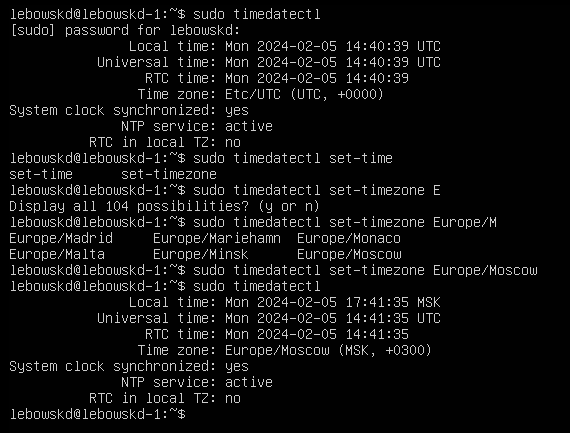 lebowskd@lebowskd-1:~$ sudo timedatectl
[sudo] password for lebowskd:
               Local time: Mon 2024-02-05 14:40:39 UTC
           Universal time: Mon 2024-02-05 14:40:39 UTC
                 RTC time: Mon 2024-02-05 14:40:39
                Time zone: Etc/UTC (UTC, +0000)
System clock synchronized: yes
              NTP service: active
          RTC in local TZ: no
lebowskd@lebowskd-1:~$ sudo timedatectl set-time
set-time      set-timezone
lebowskd@lebowskd-1:~$ sudo timedatectl set-timezone E
Display all 104 possibilities? (y or n)
lebowskd@lebowskd-1:~$ sudo timedatectl set-timezone Europe/M
Europe/Madrid     Europe/Mariehamn  Europe/Monaco
Europe/Malta      Europe/Minsk      Europe/Moscow
lebowskd@lebowskd-1:~$ sudo timedatectl set-timezone Europe/Moscow
lebowskd@lebowskd-1:~$ sudo timedatectl
               Local time: Mon 2024-02-05 17:41:35 MSK
           Universal time: Mon 2024-02-05 14:41:35 UTC
                 RTC time: Mon 2024-02-05 14:41:35
                Time zone: Europe/Moscow (MSK, +0300)
System clock synchronized: yes
              NTP service: active
          RTC in local TZ: no
lebowskd@lebowskd-1:~$